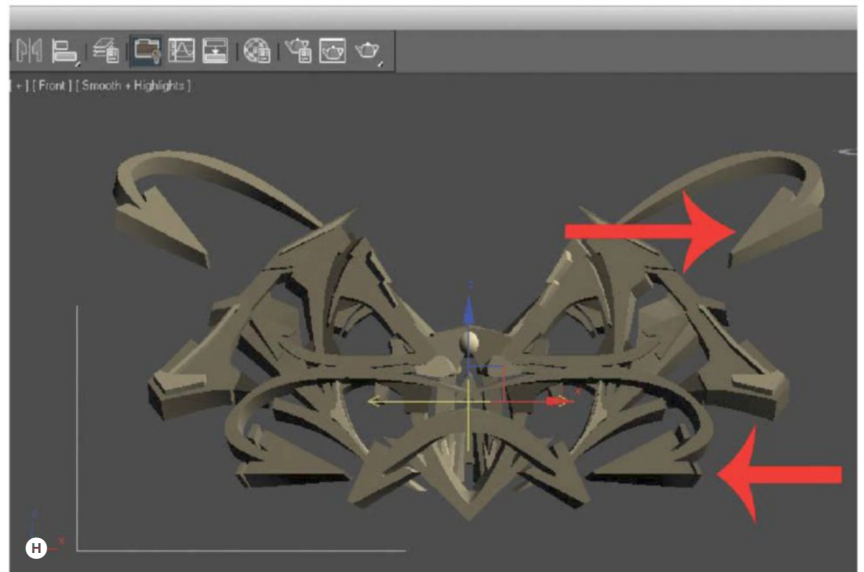 [ + ] [ Front ] [ Smooth + Highlights ]
z
x
x
H